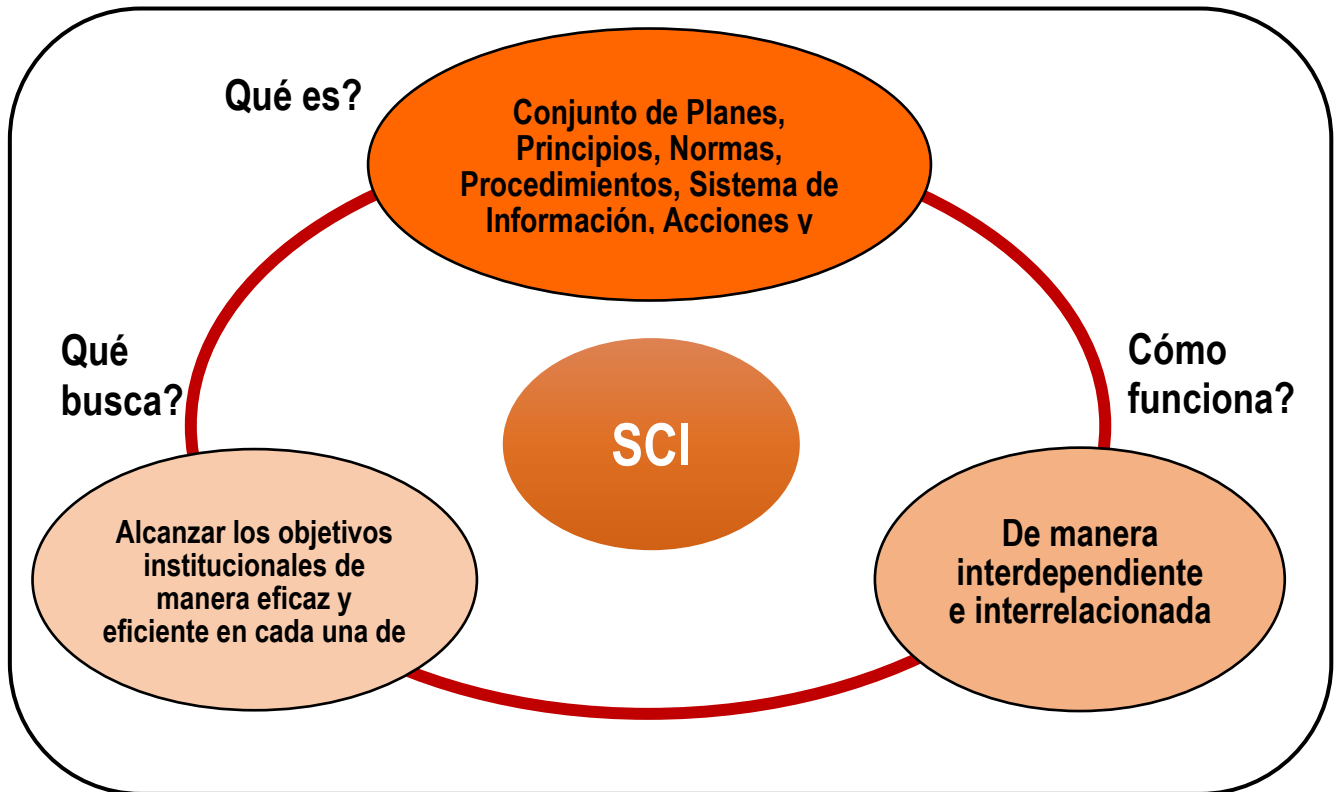 Qué es?
Conjunto de Planes,
Principios, Normas,
Procedimientos, Sistema de
Información, Acciones y
Qué
busca?
Cómo
funciona?
SCI
Alcanzar los objetivos
institucionales de
manera eficaz y
eficiente en cada una de
De manera
interdependiente
e interrelacionada